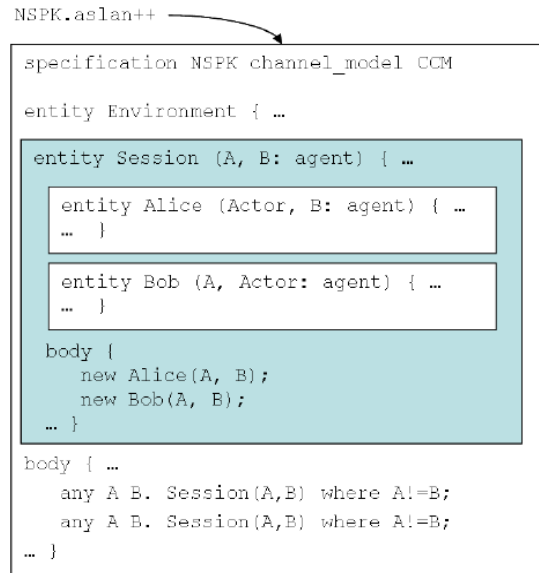 NSPK.aslan++
specification NSPK channel_model CCM
entity Environment { …
entity Session (A, B: agent) { …
entity Alice (Actor, B: agent) { …
… }
entity Bob (A, Actor: agent) { …
… }
body {
new Alice(A, B);
new Bob(A, B);
… }
body { …
any A B. Session(A,B) where A!=B;
any A B. Session(A,B) where A!=B;
… }